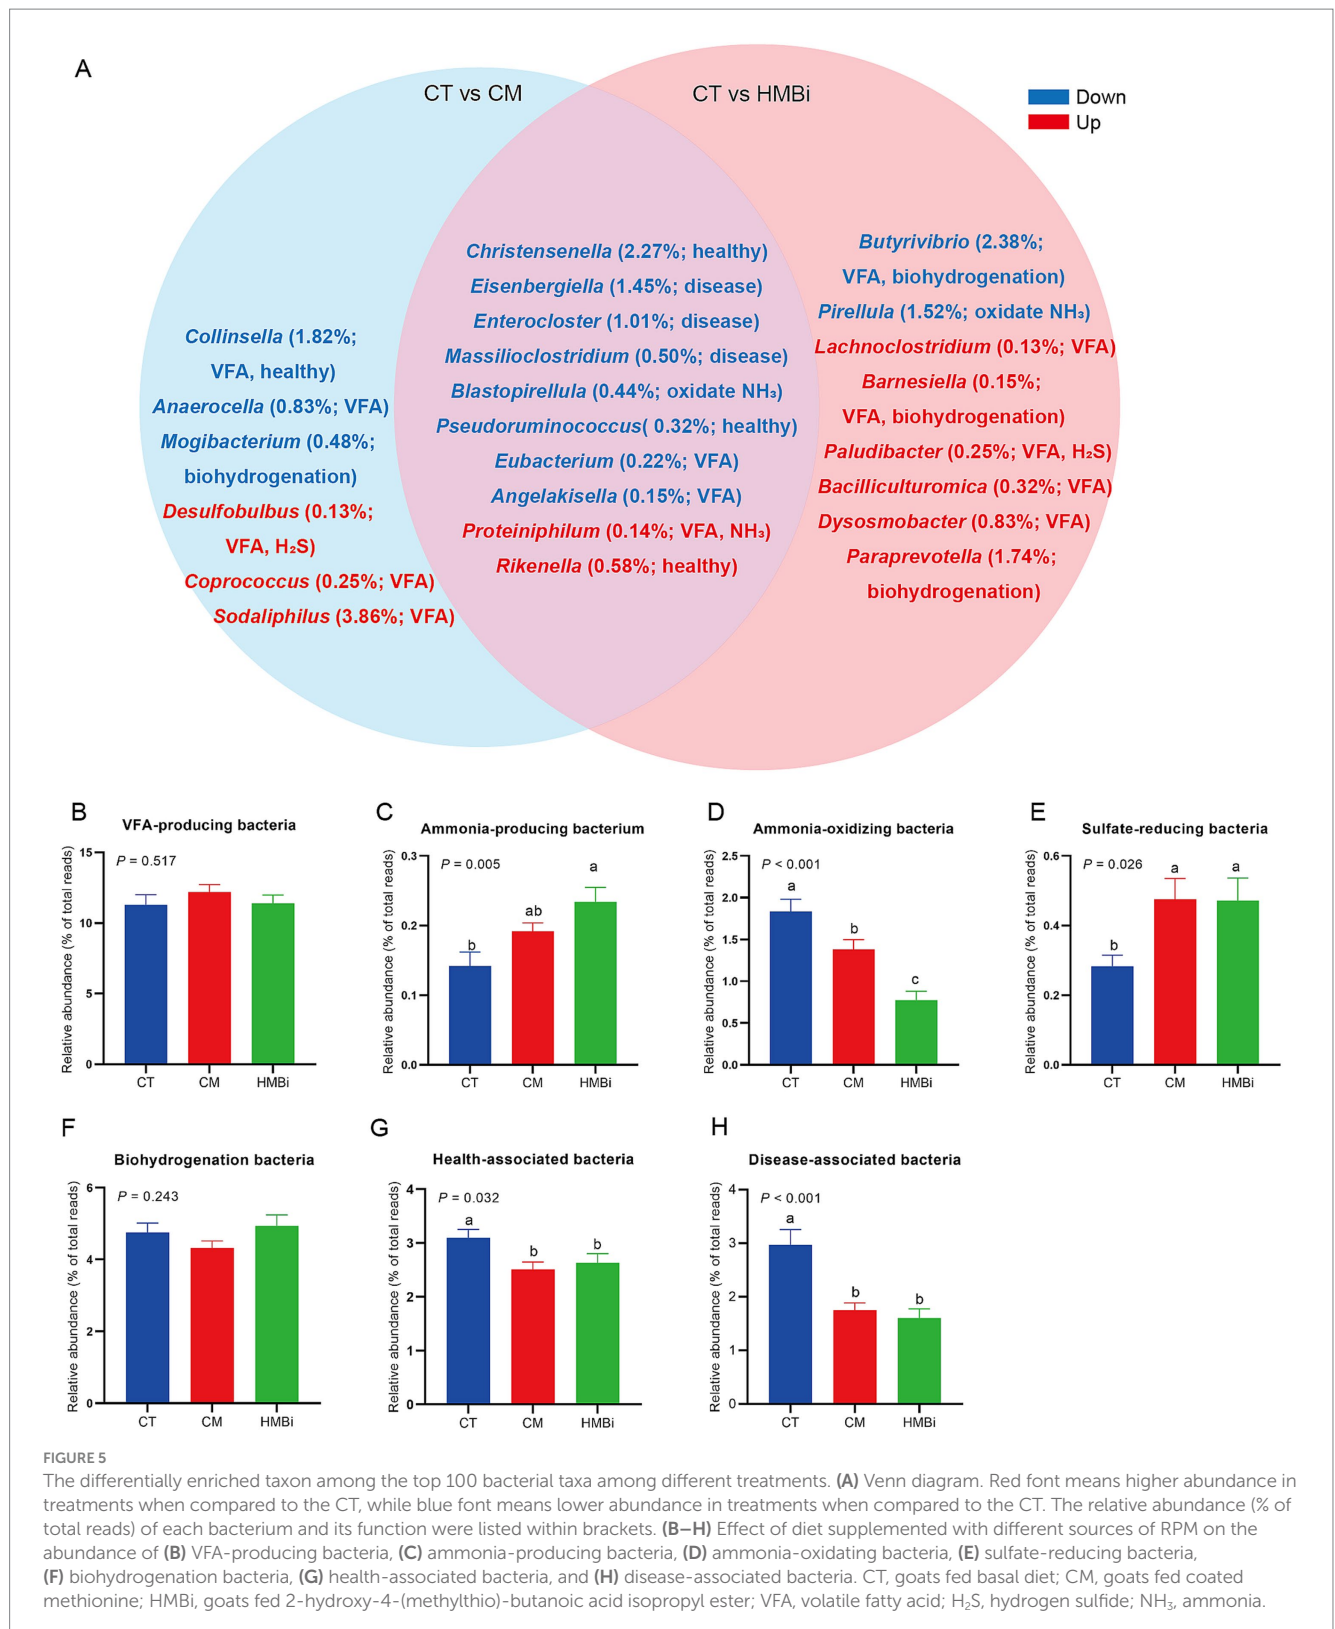 A
CT vs CM
CT vs HMBi
Down
Up
Collinsella (1.82%;
VFA, healthy)
Anaerocella (0.83%; VFA)
Mogibacterium (0.48%;
biohydrogenation)
Desulfobulbus (0.13%;
VFA, H₂S)
Coprococcus (0.25%; VFA)
Sodaliphilus (3.86%; VFA)
Christensenella (2.27%; healthy)
Eisenbergiella (1.45%; disease)
Enterocloster (1.01%; disease)
Massilioclostridium (0.50%; disease)
Blastopirellula (0.44%; oxidate NH₃)
Pseudoruminococcus( 0.32%; healthy)
Eubacterium (0.22%; VFA)
Angelakisella (0.15%; VFA)
Proteiniphilum (0.14%; VFA, NH₃)
Rikenella (0.58%; healthy)
Butyrivibrio (2.38%;
VFA, biohydrogenation)
Pirellula (1.52%; oxidate NH₃)
Lachnoclostridium (0.13%; VFA)
Barnesiella (0.15%;
VFA, biohydrogenation)
Paludibacter (0.25%; VFA, H₂S)
Bacilliculturomica (0.32%; VFA)
Dysosmobacter (0.83%; VFA)
Paraprevotella (1.74%;
biohydrogenation)
B
VFA-producing bacteria
P = 0.517
Relative abundance (% of total reads)
15
10
5
0
CT
CM
HMBi
C
Ammonia-producing bacterium
P = 0.005
Relative abundance (% of total reads)
0.3
0.2
0.1
0.0
b
ab
a
CT
CM
HMBi
D
Ammonia-oxidizing bacteria
P < 0.001
Relative abundance (% of total reads)
2.5
2.0
1.5
1.0
0.5
0.0
a
b
c
CT
CM
HMBi
E
Sulfate-reducing bacteria
P = 0.026
Relative abundance (% of total reads)
0.6
0.4
0.2
0.0
b
a
a
CT
CM
HMBi
F
Biohydrogenation bacteria
P = 0.243
Relative abundance (% of total reads)
6
4
2
0
CT
CM
HMBi
G
Health-associated bacteria
P = 0.032
Relative abundance (% of total reads)
4
3
2
1
0
a
b
b
CT
CM
HMBi
H
Disease-associated bacteria
P < 0.001
Relative abundance (% of total reads)
4
3
2
1
0
a
b
b
CT
CM
HMBi
FIGURE 5
The differentially enriched taxon among the top 100 bacterial taxa among different treatments. (A) Venn diagram. Red font means higher abundance in
treatments when compared to the CT, while blue font means lower abundance in treatments when compared to the CT. The relative abundance (% of
total reads) of each bacterium and its function were listed within brackets. (B–H) Effect of diet supplemented with different sources of RPM on the
abundance of (B) VFA-producing bacteria, (C) ammonia-producing bacteria, (D) ammonia-oxidating bacteria, (E) sulfate-reducing bacteria,
(F) biohydrogenation bacteria, (G) health-associated bacteria, and (H) disease-associated bacteria. CT, goats fed basal diet; CM, goats fed coated
methionine; HMBi, goats fed 2-hydroxy-4-(methylthio)-butanoic acid isopropyl ester; VFA, volatile fatty acid; H₂S, hydrogen sulfide; NH₃, ammonia.